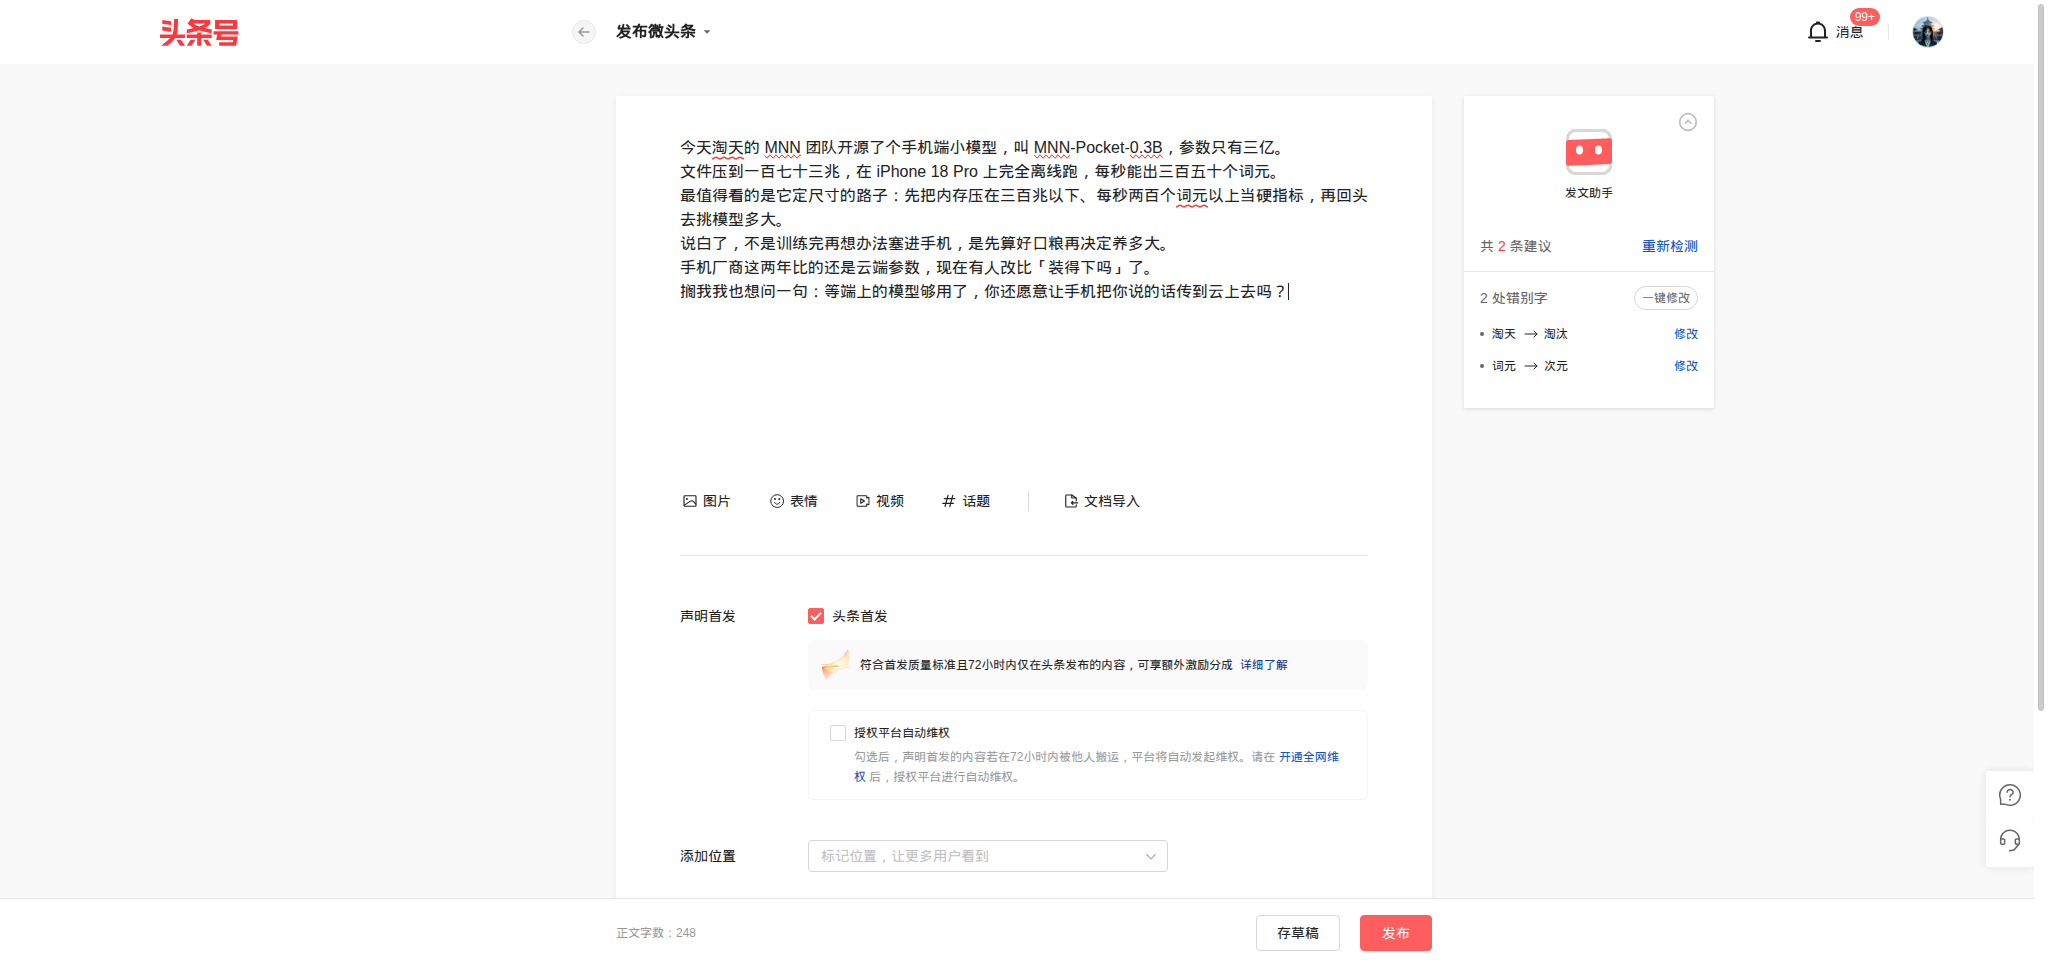 头条号
发布微头条
消息
99+
今天淘天的 MNN 团队开源了个手机端小模型，叫 MNN-Pocket-0.3B，参数只有三亿。
文件压到一百七十三兆，在 iPhone 18 Pro 上完全离线跑，每秒能出三百五十个词元。
最值得看的是它定尺寸的路子：先把内存压在三百兆以下、每秒两百个词元以上当硬指标，再回头
去挑模型多大。
说白了，不是训练完再想办法塞进手机，是先算好口粮再决定养多大。
手机厂商这两年比的还是云端参数，现在有人改比「装得下吗」了。
搁我我也想问一句：等端上的模型够用了，你还愿意让手机把你说的话传到云上去吗？
发文助手
共 2 条建议
重新检测
2 处错别字
一键修改
淘天 → 淘汰
修改
词元 → 次元
修改
图片
表情
视频
# 话题
文档导入
声明首发
头条首发
符合首发质量标准且72小时内仅在头条发布的内容，可享额外激励分成 详细了解
授权平台自动维权
勾选后，声明首发的内容若在72小时内被他人搬运，平台将自动发起维权。请在 开通全网维
权 后，授权平台进行自动维权。
添加位置
标记位置，让更多用户看到
正文字数：248
存草稿
发布